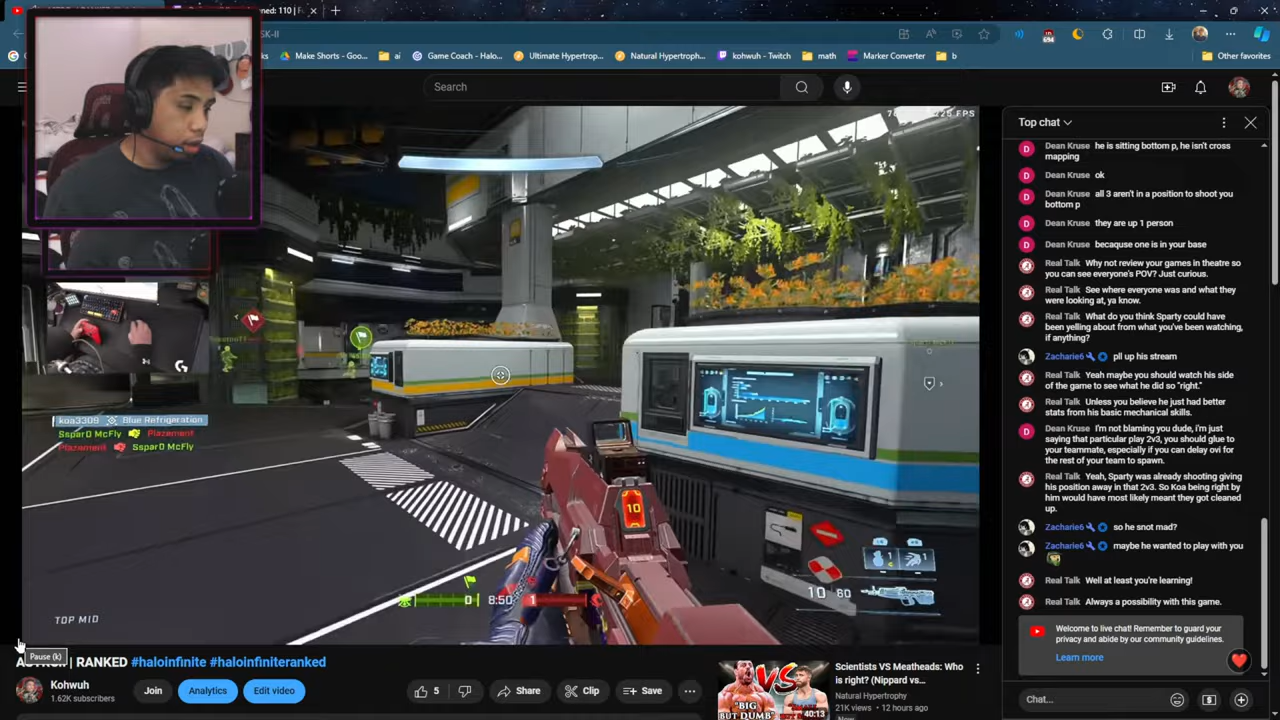 ned: 110 | F
SK-II
Make Shorts - Goo...
ai
Game Coach - Halo...
Ultimate Hypertrop...
Natural Hypertroph...
kohwuh - Twitch
math
Marker Converter
b
Other favorites
694
Search
225 FPS
Top chat
Dean Kruse he is sitting bottom p, he isn't cross
mapping
Dean Kruse ok
Dean Kruse all 3 aren't in a position to shoot you
bottom p
Dean Kruse they are up 1 person
Dean Kruse becaquse one is in your base
Real Talk Why not review your games in theatre so
you can see everyone's POV? Just curious.
Real Talk See where everyone was and what they
were looking at, ya know.
Real Talk What do you think Sparty could have
been yelling about from what you've been watching,
if anything?
Zacharie6 pll up his stream
Real Talk Yeah maybe you should watch his side
of the game to see what he did so "right."
Real Talk Unless you believe he just had better
stats from his basic mechanical skills.
Dean Kruse I'm not blaming you dude, i'm just
saying that particular play 2v3, you should glue to
your teammate, especially if you can delay ovi for
the rest of your team to spawn.
Real Talk Yeah, Sparty was already shooting giving
his position away in that 2v3. So Koa being right by
him would have most likely meant they got cleaned
up.
Zacharie6 so he snot mad?
Zacharie6 maybe he wanted to play with you
Real Talk Well at least you're learning!
Real Talk Always a possibility with this game.
Welcome to live chat! Remember to guard your
privacy and abide by our community guidelines.
Learn more
Chat...
koa3309 Blue Refrigeration
SsparD McFly Plazement
Plazement SsparD McFly
10
10 60
0 8:50 1
TOP MID
Pause (k)
| RANKED #haloinfinite #haloinfiniteranked
Kohwuh
1.62K subscribers
Join
Analytics
Edit video
5
Share
Clip
Save
"BIG
BUT DUMB"
VS
40:13
Scientists VS Meatheads: Who
is right? (Nippard vs...
Natural Hypertrophy
21K views • 12 hours ago